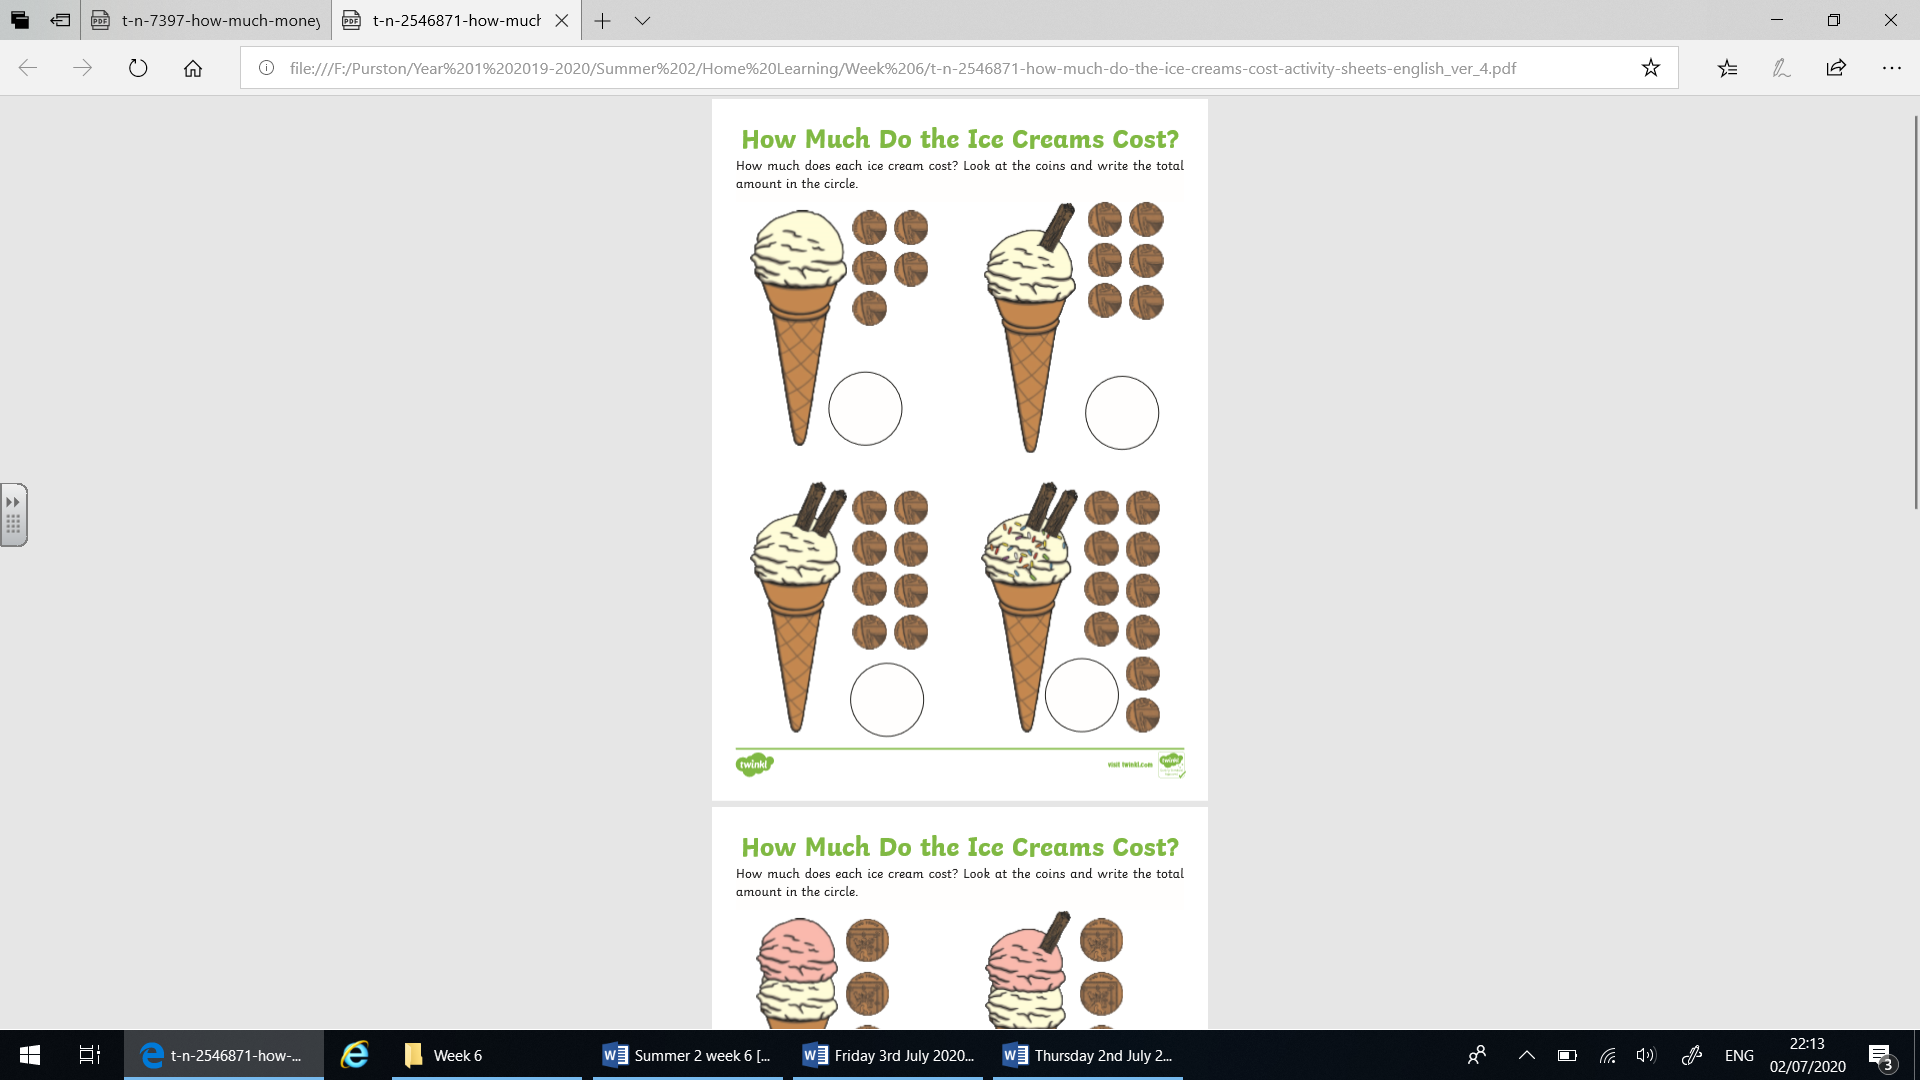 t-n-7397-how-much-money
t-n-2546871-how-much
file:///F:/Purston/Year%201%202019-2020/Summer%202/Home%20Learning/Week%206/t-n-2546871-how-much-do-the-ice-creams-cost-activity-sheets-english_ver_4.pdf
How Much Do the Ice Creams Cost?
How much does each ice cream cost? Look at the coins and write the total
amount in the circle.
twinkl
visit twinkl.com
twinkl
How Much Do the Ice Creams Cost?
How much does each ice cream cost? Look at the coins and write the total
amount in the circle.
t-n-2546871-how-...
Week 6
Summer 2 week 6 [...
Friday 3rd July 2020...
Thursday 2nd July 2...
ENG
22:13
02/07/2020
3